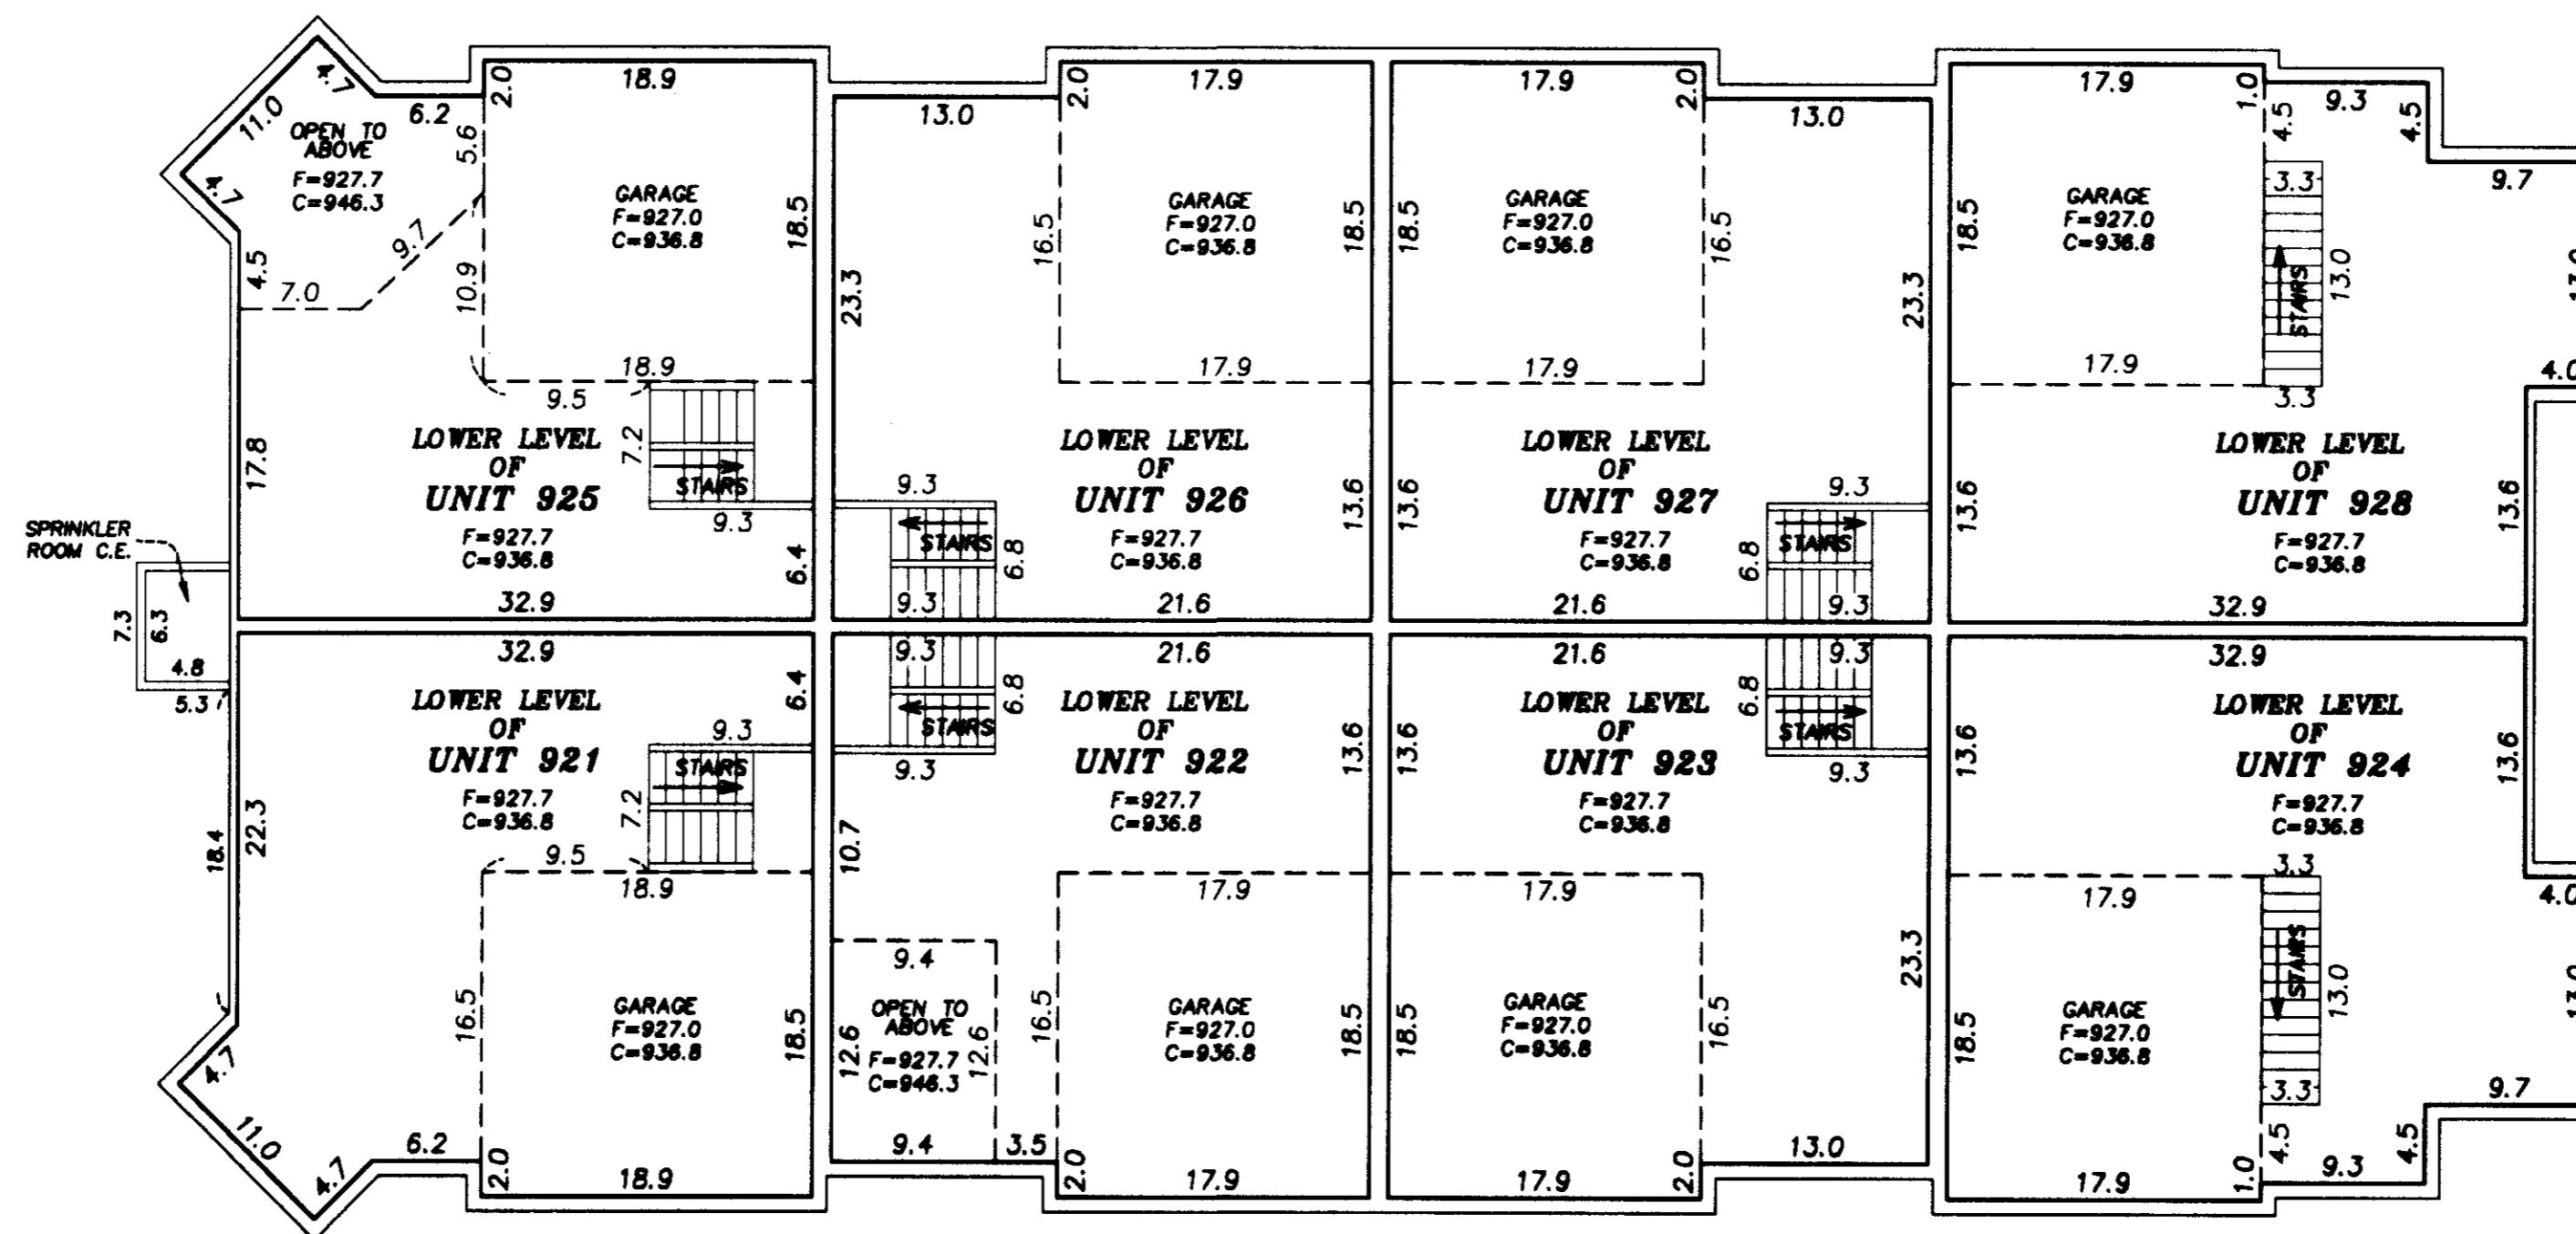 4.7
11.0
6.2
2.0
18.9
OPEN TO
ABOVE
F=927.7
C=946.3
4.7
5.6
9.7
4.5
7.0
10.9
GARAGE
F=927.0
C=936.8
18.5
18.9
9.5
17.8
LOWER LEVEL
OF
UNIT 925
F=927.7
C=936.8
7.2
STAIRS
9.3
6.4
32.9
SPRINKLER
ROOM C.E.
7.3
6.3
4.8
5.3
13.0
2.0
17.9
23.3
16.5
GARAGE
F=927.0
C=936.8
18.5
17.9
LOWER LEVEL
OF
UNIT 926
F=927.7
C=936.8
13.6
9.3
STAIRS
6.8
9.3
21.6
17.9
2.0
13.0
18.5
GARAGE
F=927.0
C=936.8
16.5
23.3
17.9
LOWER LEVEL
OF
UNIT 927
F=927.7
C=936.8
13.6
9.3
STAIRS
6.8
9.3
21.6
17.9
1.0
9.3
4.5
4.5
9.7
3.3
18.5
GARAGE
F=927.0
C=936.8
STAIRS
13.0
13.0
17.9
3.3
4.0
LOWER LEVEL
OF
UNIT 928
F=927.7
C=936.8
13.6
13.6
32.9
32.9
6.4
LOWER LEVEL
OF
UNIT 921
F=927.7
C=936.8
9.3
STAIRS
7.2
18.4
22.3
9.5
18.9
16.5
GARAGE
F=927.0
C=936.8
18.5
4.7
11.0
4.7
6.2
2.0
18.9
9.3
21.6
6.8
STAIRS
9.3
LOWER LEVEL
OF
UNIT 922
F=927.7
C=936.8
13.6
10.7
17.9
9.4
OPEN TO
ABOVE
F=927.7
C=946.3
12.6
12.6
16.5
GARAGE
F=927.0
C=936.8
18.5
9.4
3.5
2.0
17.9
21.6
9.3
6.8
STAIRS
9.3
LOWER LEVEL
OF
UNIT 923
F=927.7
C=936.8
13.6
17.9
23.3
18.5
GARAGE
F=927.0
C=936.8
16.5
17.9
2.0
13.0
32.9
LOWER LEVEL
OF
UNIT 924
F=927.7
C=936.8
13.6
13.6
3.3
4.0
17.9
STAIRS
13.0
13.0
18.5
GARAGE
F=927.0
C=936.8
3.3
9.7
4.5
4.5
17.9
1.0
9.3